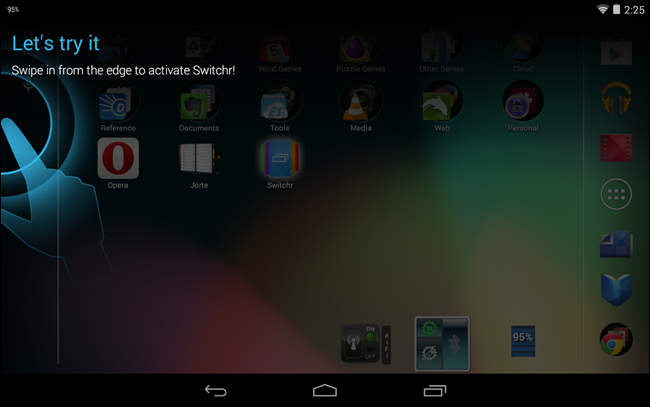 95%
2:25
Let's try it
Swipe in from the edge to activate Switchr!
Word Games
Puzzle Games
Other Games
Cloud
Reference
Documents
Tools
Media
Web
Personal
Opera
Jorte
Switchr
ON
OFF
AiFi
95%